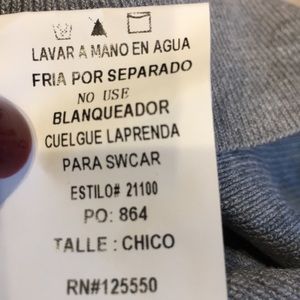 LAVAR A MANO EN AGUA
FRIA POR SEPARADO
NO USE
BLANQUEADOR
CUELGUE LAPRENDA
PARA SWCAR
ESTILO# 21100
PO: 864
TALLE : CHICO
RN#125550